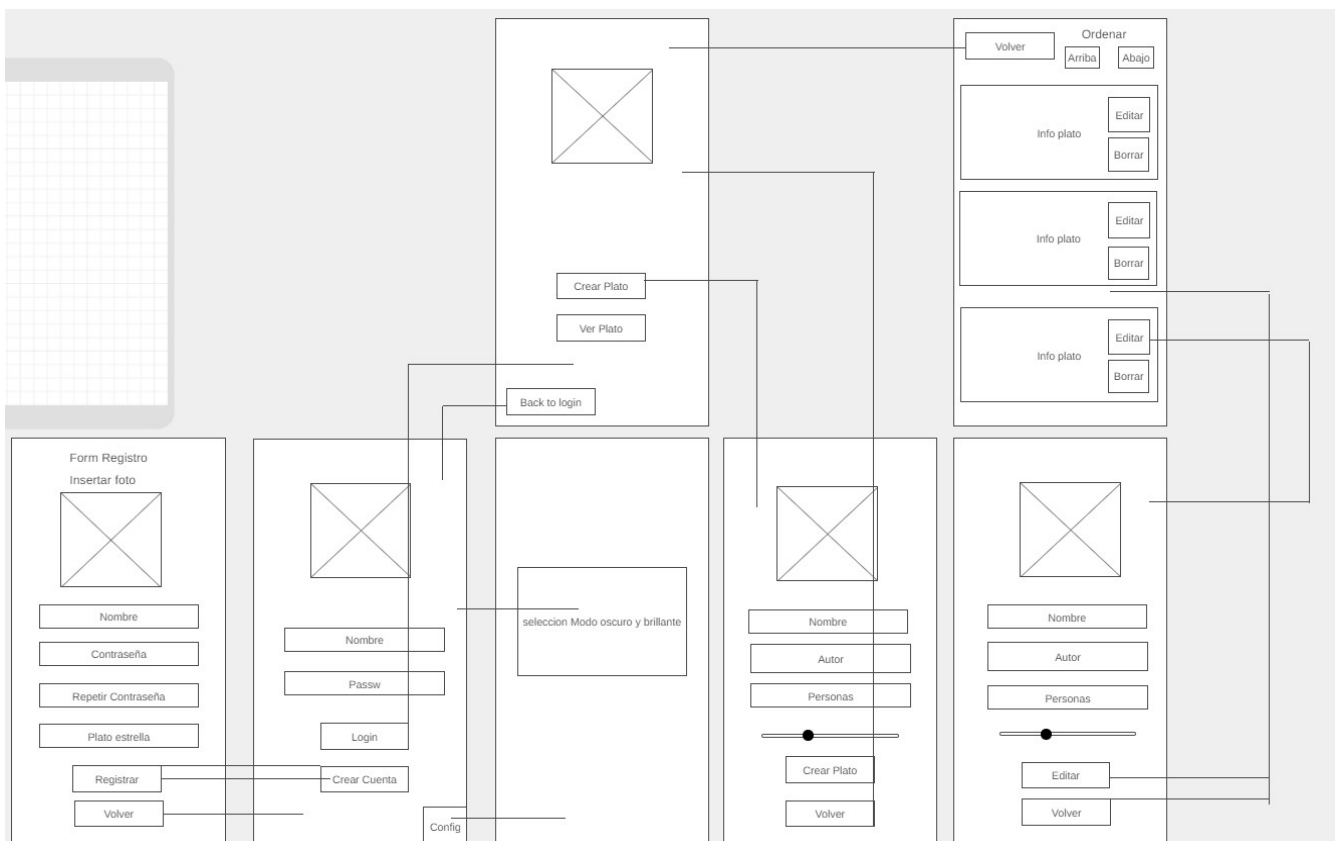 Volver
Ordenar
Arriba
Abajo
Info plato
Editar
Borrar
Info plato
Editar
Borrar
Info plato
Editar
Borrar
Crear Plato
Ver Plato
Back to login
Form Registro
Insertar foto
Nombre
Contraseña
Repetir Contraseña
Plato estrella
Registrar
Volver
Nombre
Passw
Login
Crear Cuenta
Config
seleccion Modo oscuro y brillante
Nombre
Autor
Personas
Crear Plato
Volver
Nombre
Autor
Personas
Editar
Volver